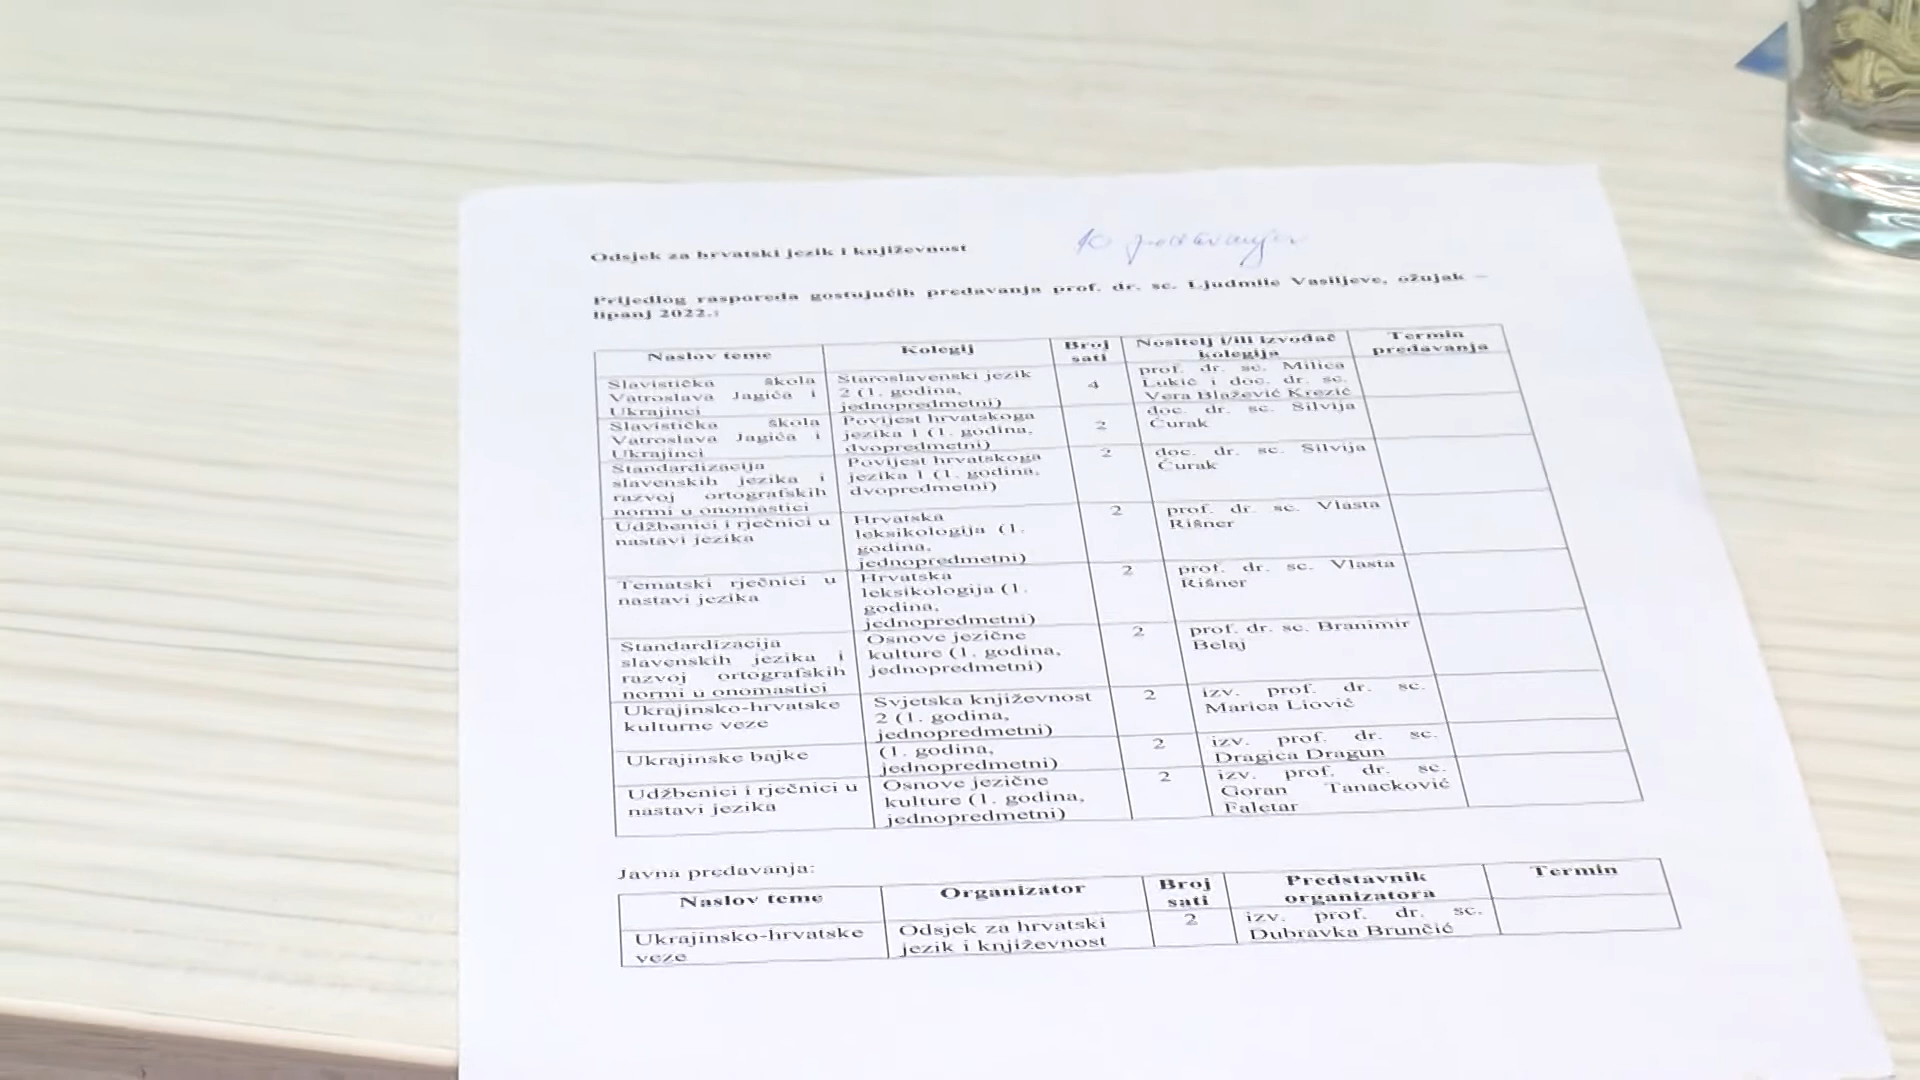 Odsjek za hrvatski jezik i književnost
Prijedlog rasporeda gostujućih predavanja prof. dr. sc. Ljudmile Vasiljeve, ožujak –
lipanj 2022.:
Naslov teme
Kolegij
Broj
sati
Nositelj i/ili izvođač
kolegija
Termin
predavanja
Slavistička škola
Vatroslava Jagića i
Ukrajinci
Staroslavenski jezik
2 (1. godina,
jednopredmetni)
4
prof. dr. sc. Milica
Lukić i doc. dr. sc.
Vera Blažević Krezić
Slavistička škola
Vatroslava Jagića i
Ukrajinci
Povijest hrvatskoga
jezika 1 (1. godina,
dvopredmetni)
2
doc. dr. sc. Silvija
Ćurak
Standardizacija
slavenskih jezika i
razvoj ortografskih
normi u onomastici
Povijest hrvatskoga
jezika 1 (1. godina,
dvopredmetni)
2
doc. dr. sc. Silvija
Ćurak
Udžbenici i rječnici u
nastavi jezika
Hrvatska
leksikologija (1.
godina,
jednopredmetni)
2
prof. dr. sc. Vlasta
Rišner
Tematski rječnici u
nastavi jezika
Hrvatska
leksikologija (1.
godina,
jednopredmetni)
2
prof. dr. sc. Vlasta
Rišner
Standardizacija
slavenskih jezika i
razvoj ortografskih
normi u onomastici
Osnove jezične
kulture (1. godina,
jednopredmetni)
2
prof. dr. sc. Branimir
Belaj
Ukrajinsko-hrvatske
kulturne veze
Svjetska književnost
2 (1. godina,
jednopredmetni)
2
izv. prof. dr. sc.
Marica Liović
Ukrajinske bajke
(1. godina,
jednopredmetni)
2
izv. prof. dr. sc.
Dragica Dragun
Udžbenici i rječnici u
nastavi jezika
Osnove jezične
kulture (1. godina,
jednopredmetni)
2
izv. prof. dr. sc.
Goran Tanacković
Faletar
Javna predavanja:
Naslov teme
Organizator
Broj
sati
Predstavnik
organizatora
Termin
Ukrajinsko-hrvatske
veze
Odsjek za hrvatski
jezik i književnost
2
izv. prof. dr. sc.
Dubravka Brunčić